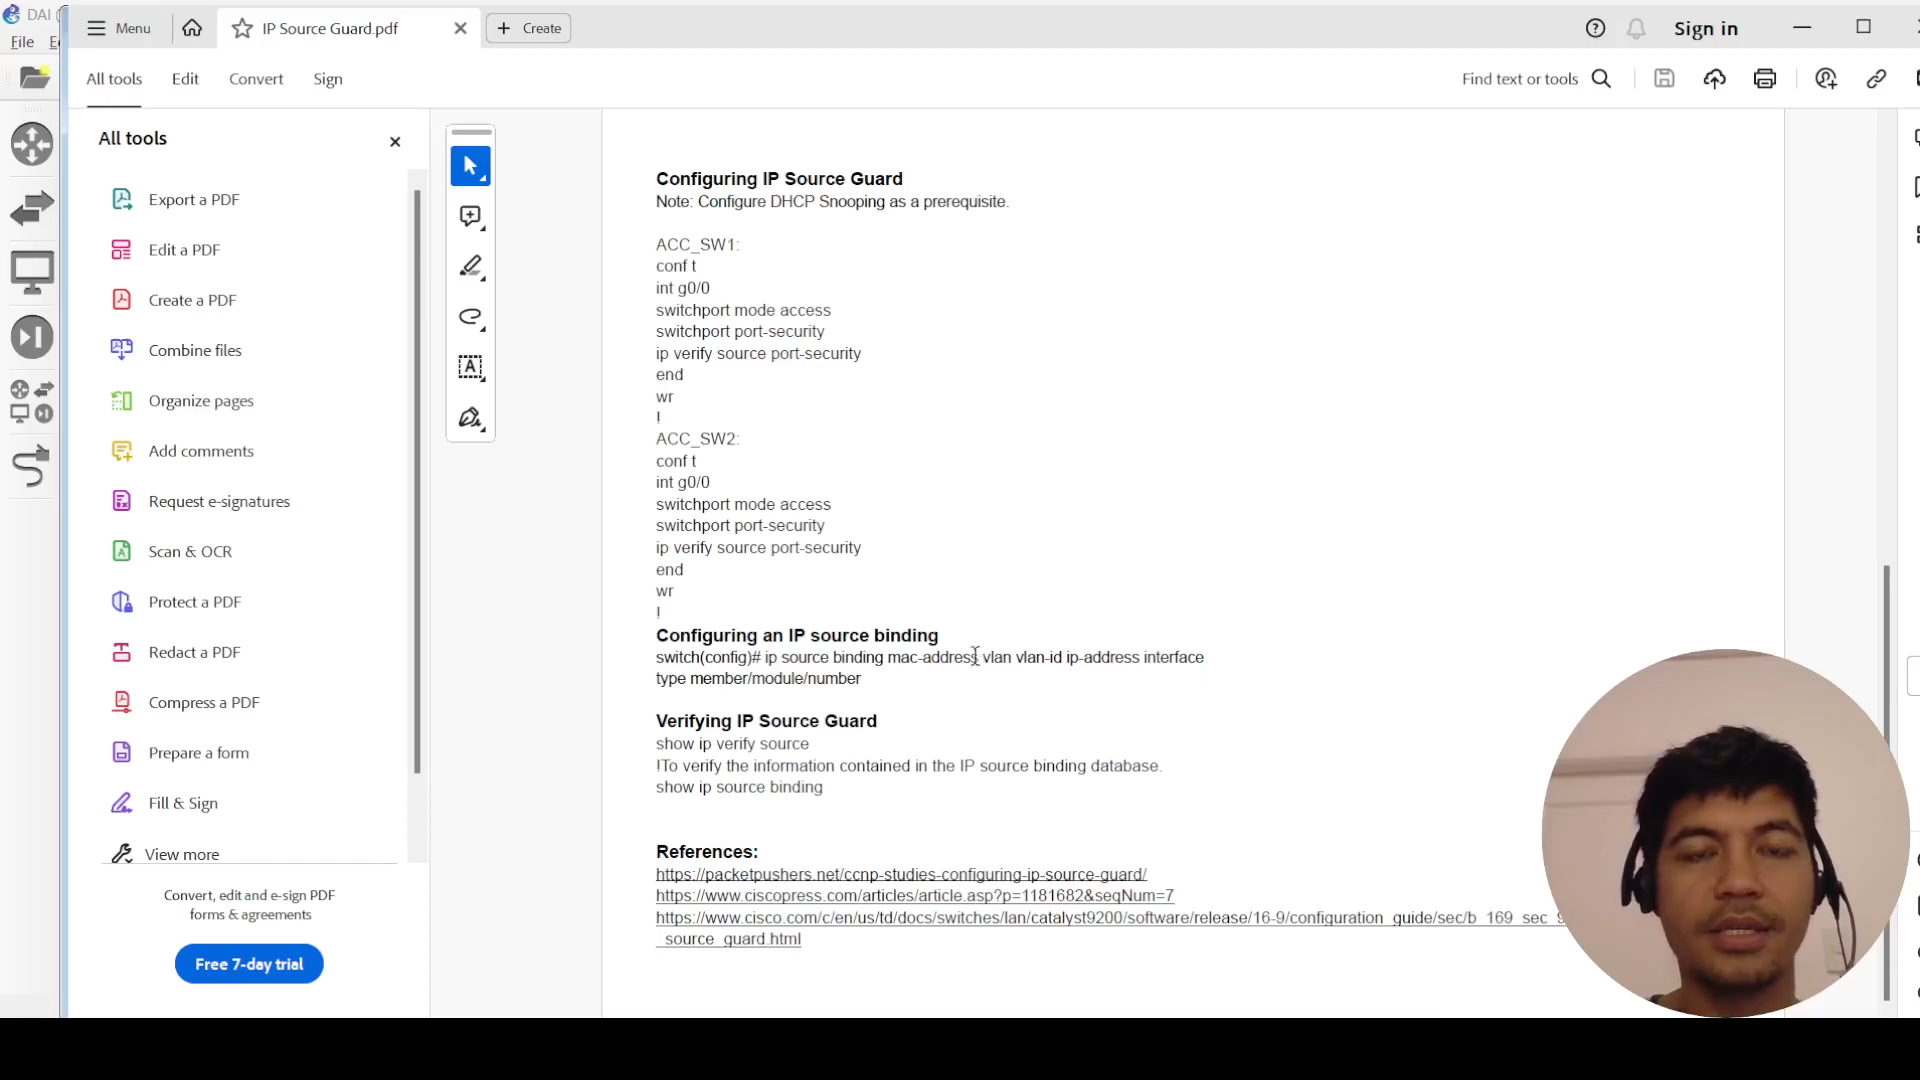 DAI
File
Menu
IP Source Guard.pdf
Create
Sign in
All tools
Edit
Convert
Sign
Find text or tools
All tools
Export a PDF
Edit a PDF
Create a PDF
Combine files
Organize pages
Add comments
Request e-signatures
Scan & OCR
Protect a PDF
Redact a PDF
Compress a PDF
Prepare a form
Fill & Sign
View more
Convert, edit and e-sign PDF
forms & agreements
Free 7-day trial
Configuring IP Source Guard
Note: Configure DHCP Snooping as a prerequisite.
ACC_SW1:
conf t
int g0/0
switchport mode access
switchport port-security
ip verify source port-security
end
wr
!
ACC_SW2:
conf t
int g0/0
switchport mode access
switchport port-security
ip verify source port-security
end
wr
!
Configuring an IP source binding
switch(config)# ip source binding mac-address vlan vlan-id ip-address interface
type member/module/number
Verifying IP Source Guard
show ip verify source
!To verify the information contained in the IP source binding database.
show ip source binding
References:
https://packetpushers.net/ccnp-studies-configuring-ip-source-guard/
https://www.ciscopress.com/articles/article.asp?p=1181682&seqNum=7
https://www.cisco.com/c/en/us/td/docs/switches/lan/catalyst9200/software/release/16-9/configuration_guide/sec/b_169_sec_9
_source_guard.html